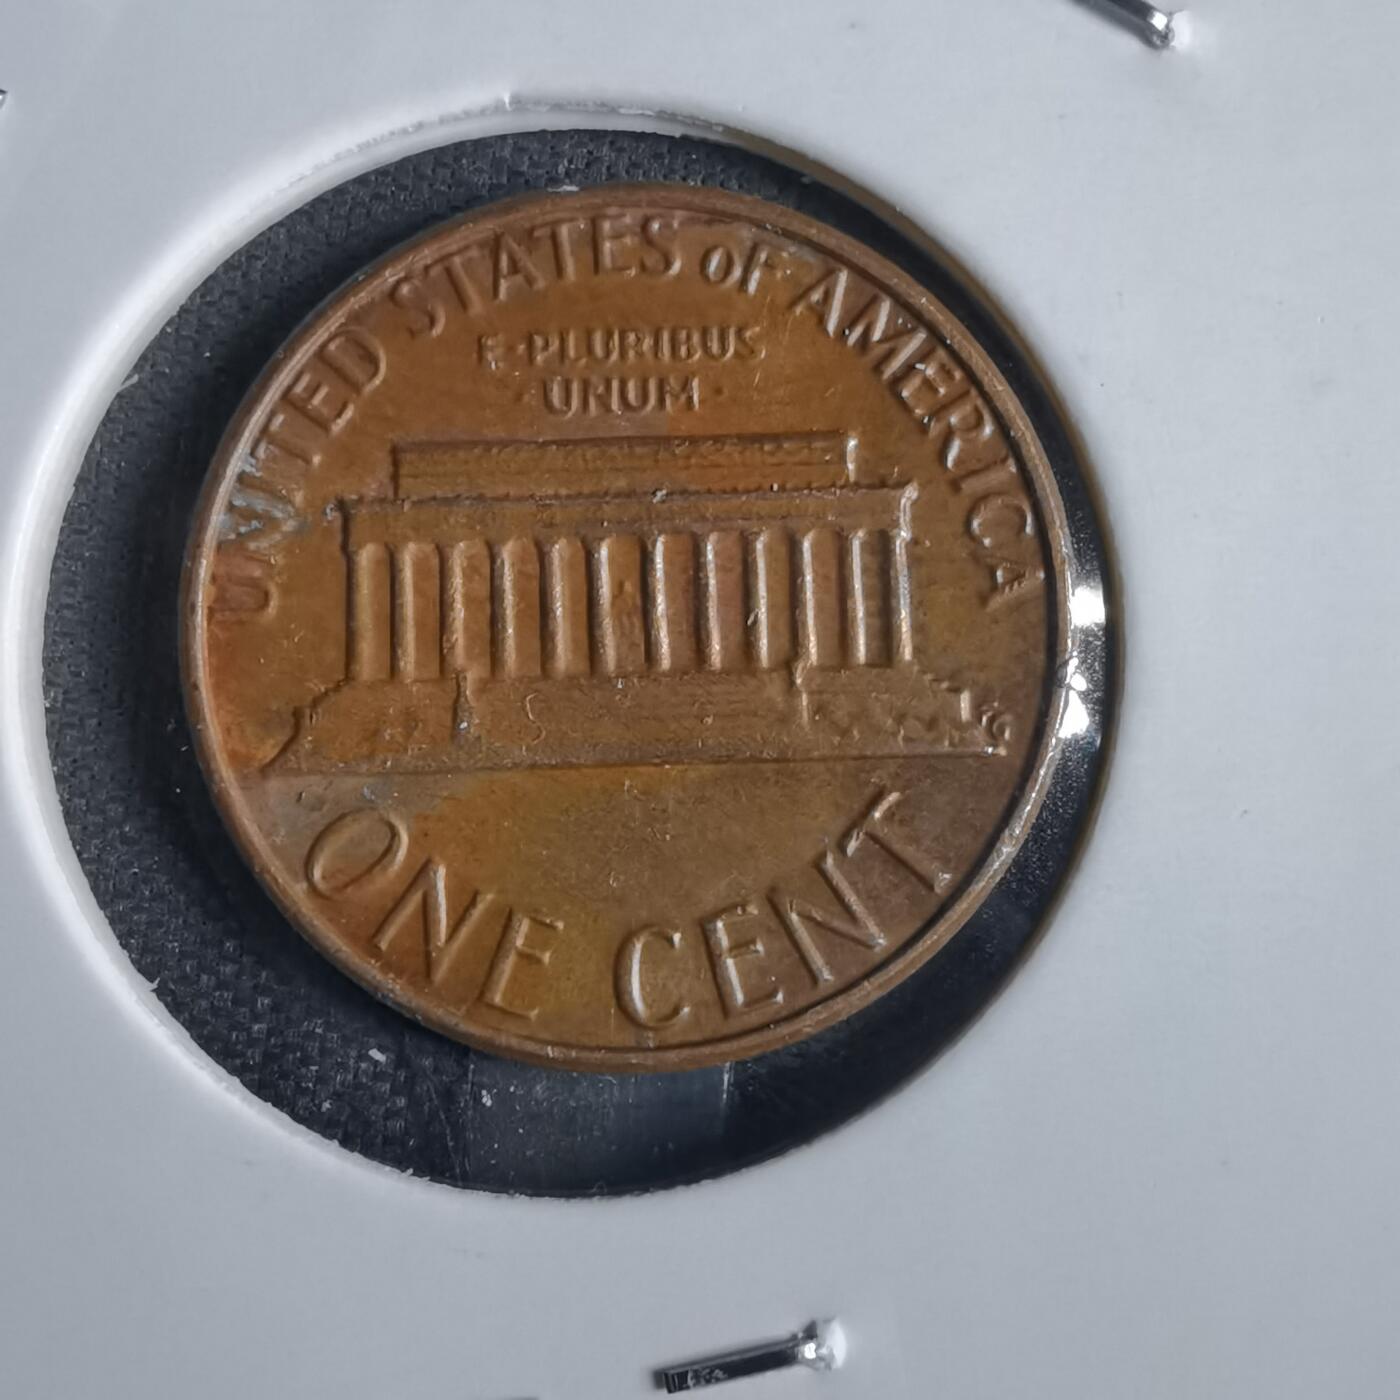 UNITED STATES OF AMERICA
E·PLURIBUS
·UNUM·
ONE CENT